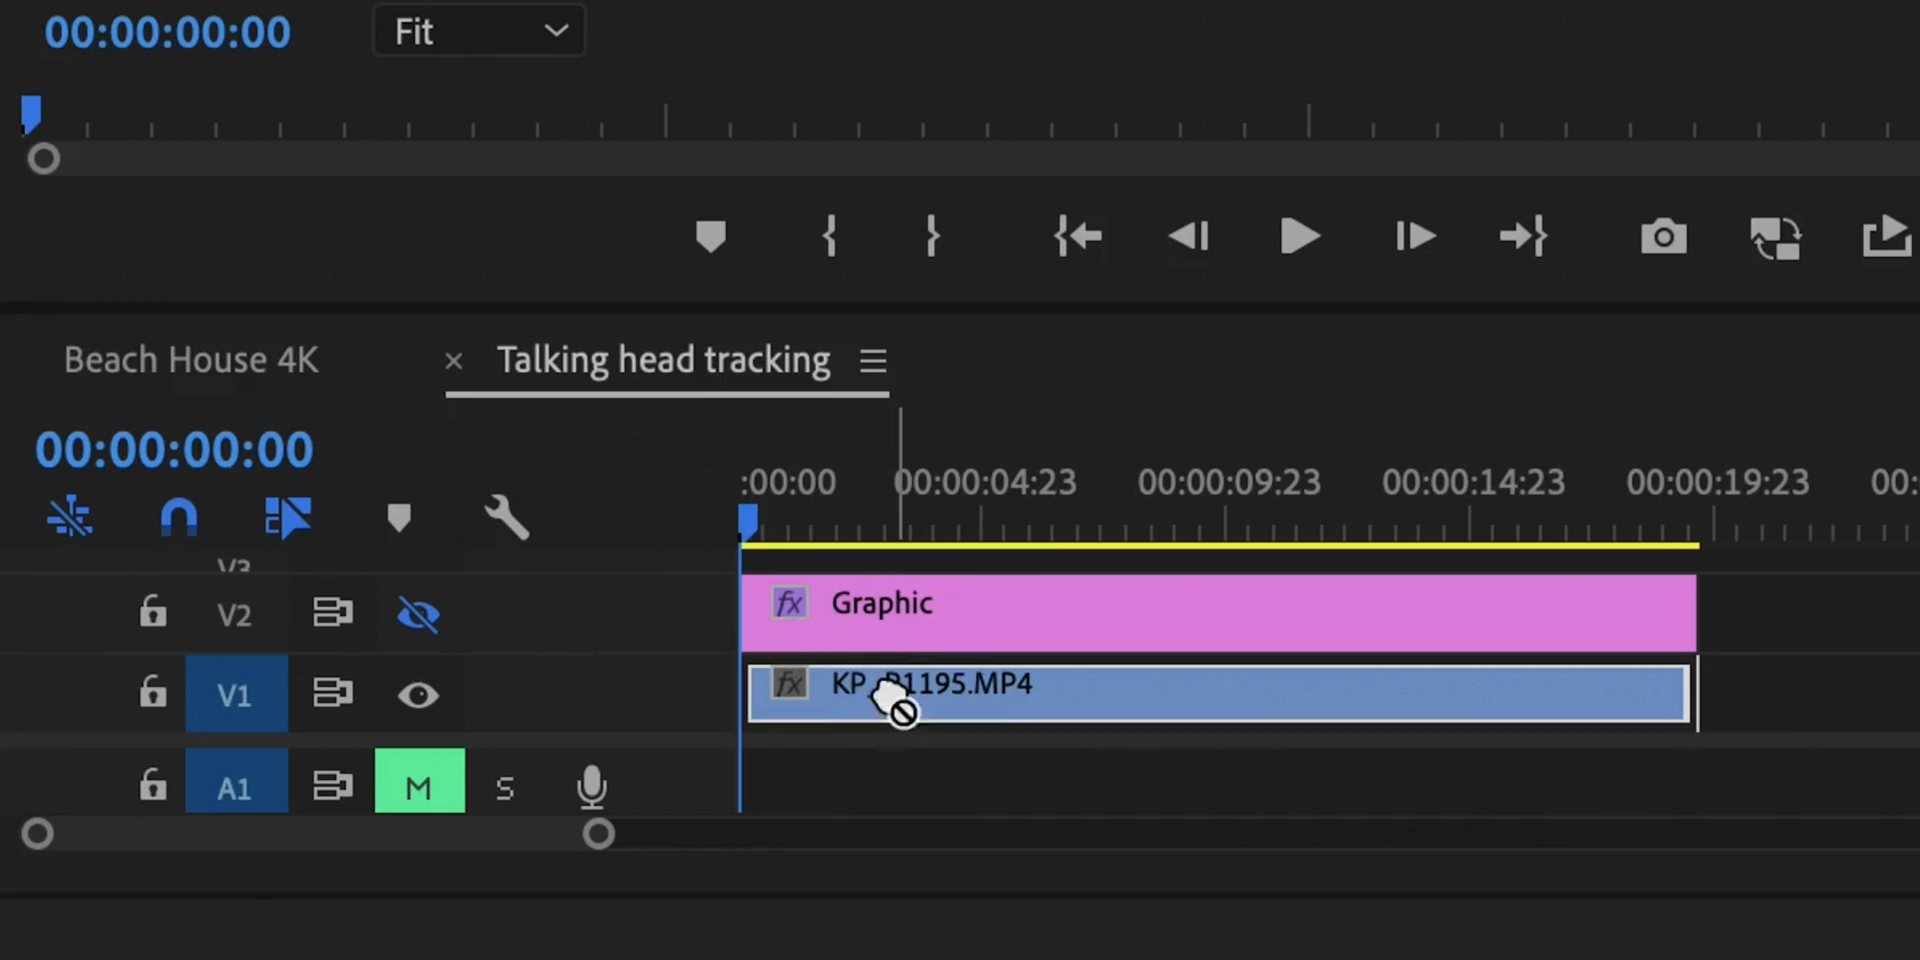 00:00:00:00 Fit
Beach House 4K × Talking head tracking
00:00:00:00
:00:00 00:00:04:23 00:00:09:23 00:00:14:23 00:00:19:23 00:
V3
V2 fx Graphic
V1 fx KP_P1195.MP4
A1 M S